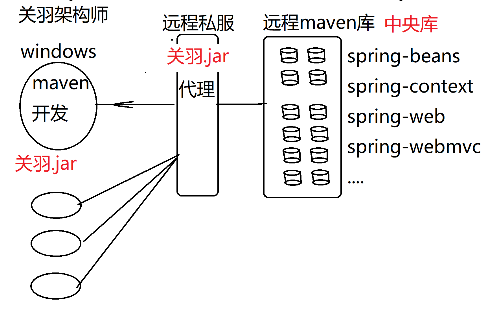 关羽架构师
windows
maven
开发
关羽.jar
远程私服
关羽.jar
代理
远程maven库 中央库
spring-beans
spring-context
spring-web
spring-webmvc
....